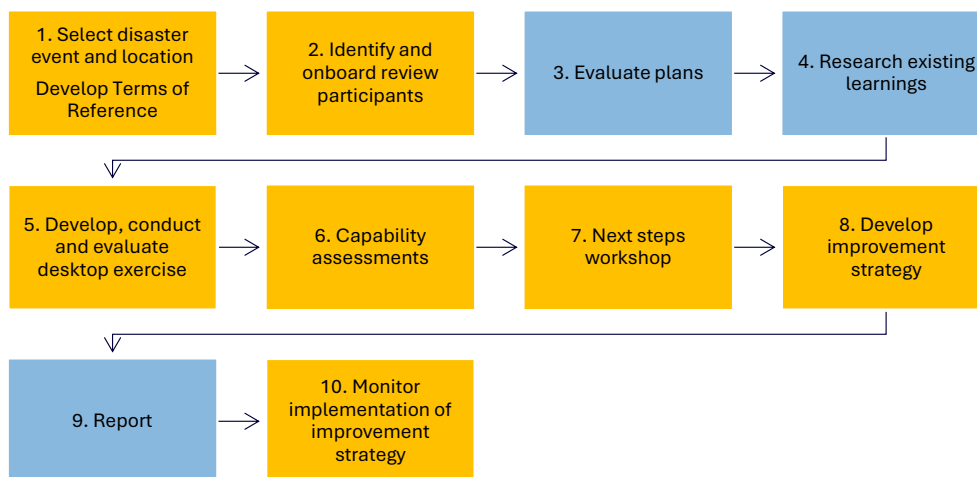 1. Select disaster
event and location
Develop Terms of
Reference
2. Identify and
onboard review
participants
3. Evaluate plans
4. Research existing
learnings
5. Develop, conduct
and evaluate
desktop exercise
6. Capability
assessments
7. Next steps
workshop
8. Develop
improvement
strategy
9. Report
10. Monitor
implementation of
improvement
strategy